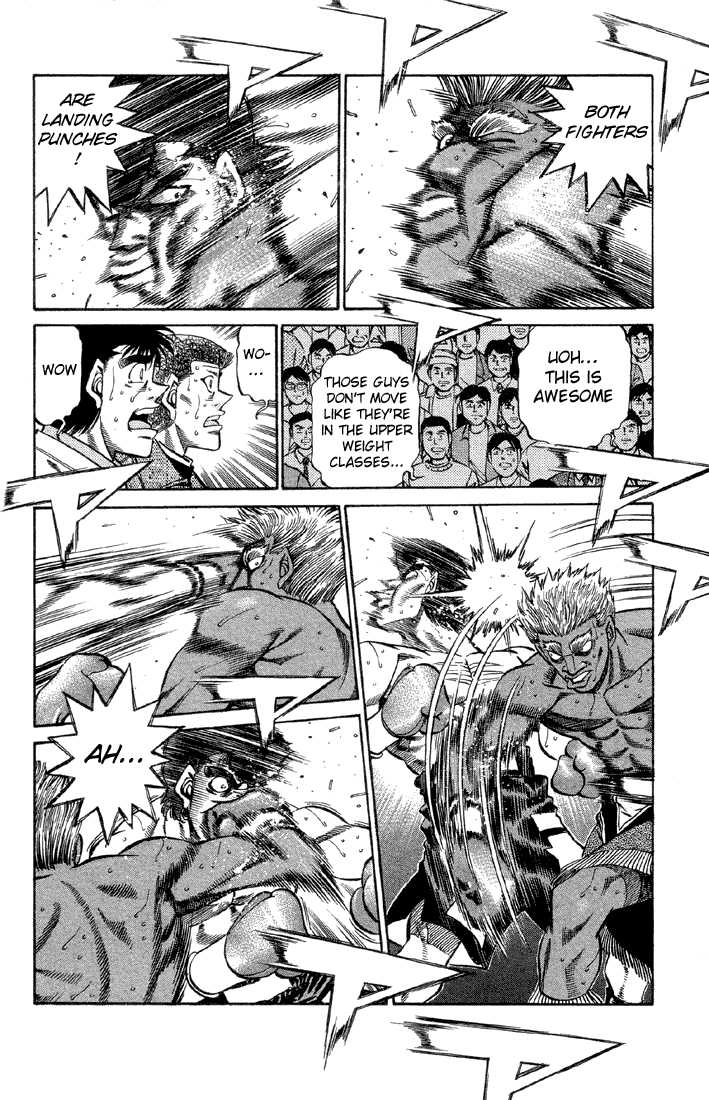 BOTH
FIGHTERS
ARE
LANDING
PUNCHES
!
UOH...
THIS IS
AWESOME
THOSE GUYS
DON'T MOVE
LIKE THEY'RE
IN THE UPPER
WEIGHT
CLASSES...
WO-
...
WOW
AH...